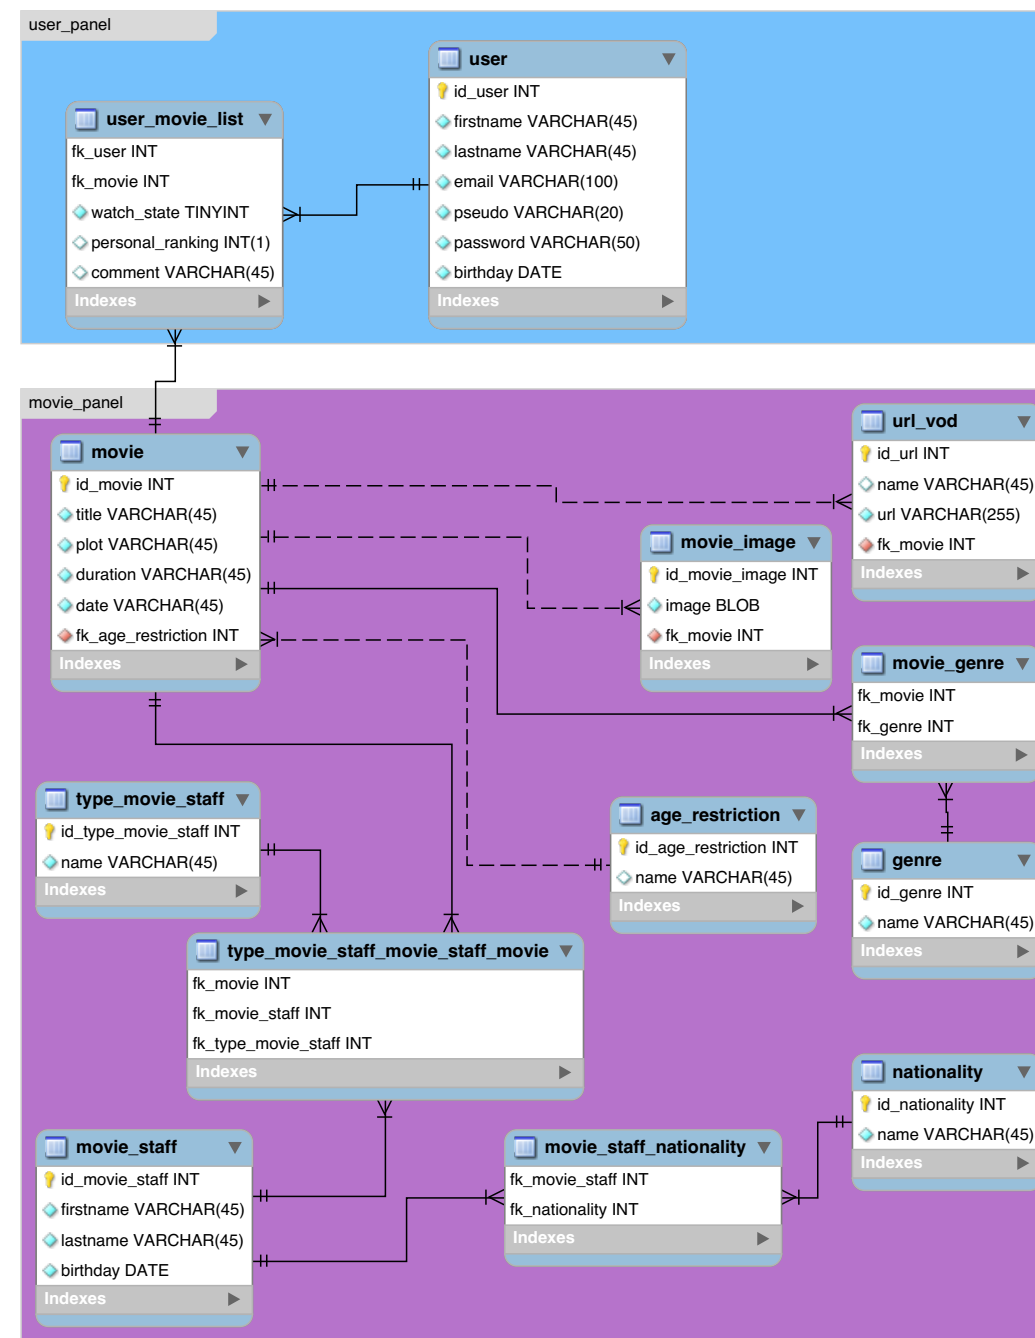 user_panel
user
id_user INT
firstname VARCHAR(45)
lastname VARCHAR(45)
email VARCHAR(100)
pseudo VARCHAR(20)
password VARCHAR(50)
birthday DATE
Indexes
user_movie_list
fk_user INT
fk_movie INT
watch_state TINYINT
personal_ranking INT(1)
comment VARCHAR(45)
Indexes
movie_panel
movie
id_movie INT
title VARCHAR(45)
plot VARCHAR(45)
duration VARCHAR(45)
date VARCHAR(45)
fk_age_restriction INT
Indexes
url_vod
id_url INT
name VARCHAR(45)
url VARCHAR(255)
fk_movie INT
Indexes
movie_image
id_movie_image INT
image BLOB
fk_movie INT
Indexes
movie_genre
fk_movie INT
fk_genre INT
Indexes
type_movie_staff
id_type_movie_staff INT
name VARCHAR(45)
Indexes
age_restriction
id_age_restriction INT
name VARCHAR(45)
Indexes
genre
id_genre INT
name VARCHAR(45)
Indexes
type_movie_staff_movie_staff_movie
fk_movie INT
fk_movie_staff INT
fk_type_movie_staff INT
Indexes
nationality
id_nationality INT
name VARCHAR(45)
Indexes
movie_staff
id_movie_staff INT
firstname VARCHAR(45)
lastname VARCHAR(45)
birthday DATE
Indexes
movie_staff_nationality
fk_movie_staff INT
fk_nationality INT
Indexes